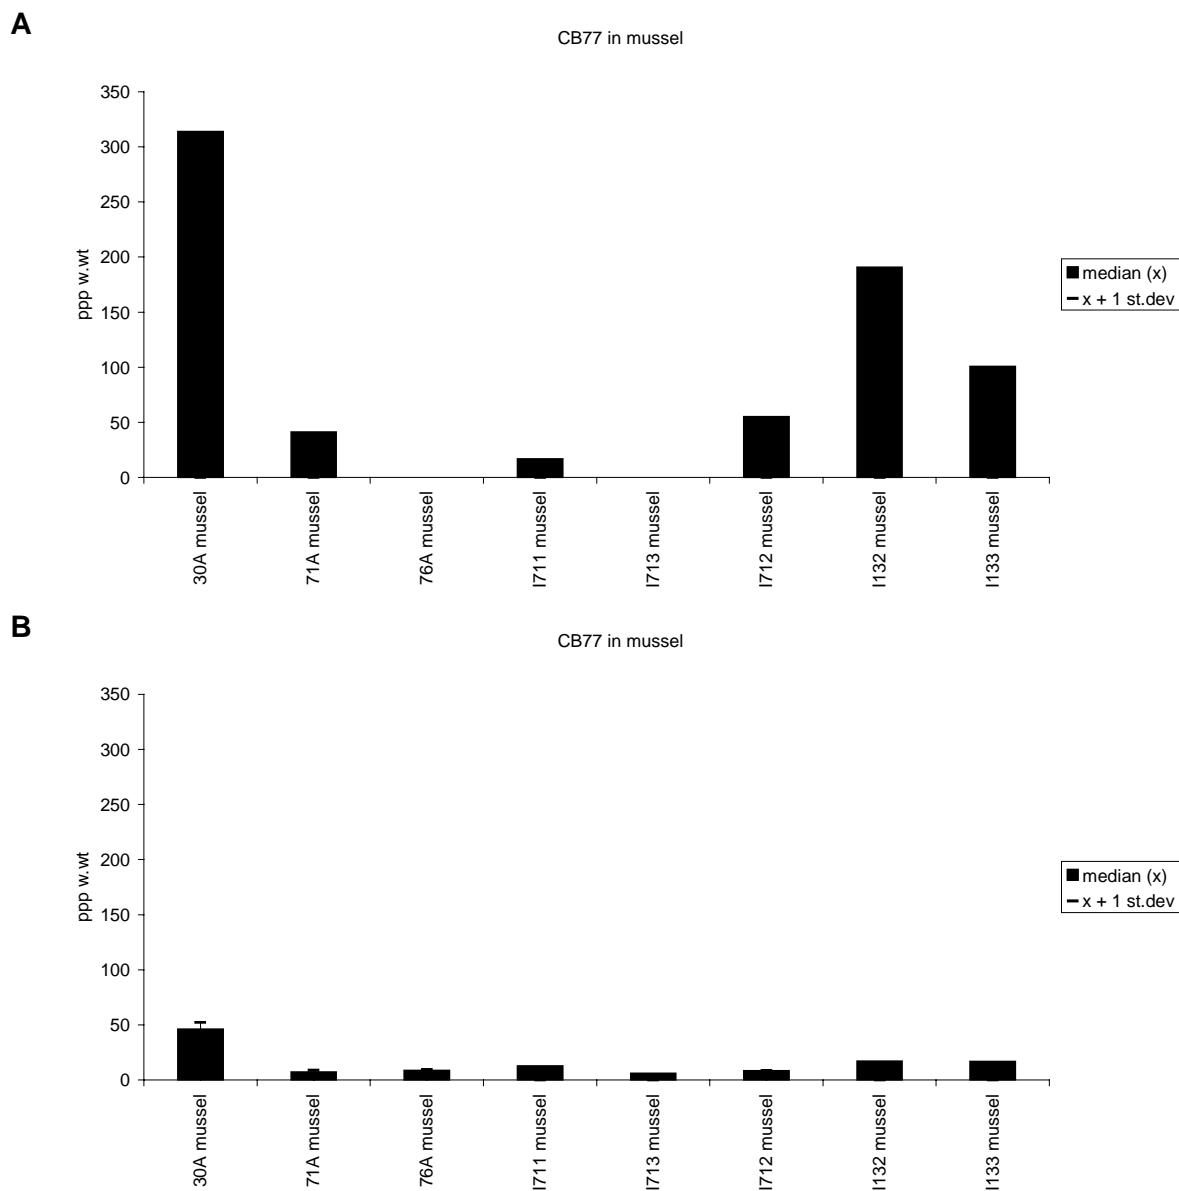 A
CB77 in mussel
350
300
250
200
150
100
50
0
ppp w.wt
30A mussel
71A mussel
76A mussel
I711 mussel
I713 mussel
I712 mussel
I132 mussel
I133 mussel
median (x)
x + 1 st.dev
B
CB77 in mussel
350
300
250
200
150
100
50
0
ppp w.wt
30A mussel
71A mussel
76A mussel
I711 mussel
I713 mussel
I712 mussel
I132 mussel
I133 mussel
median (x)
x + 1 st.dev